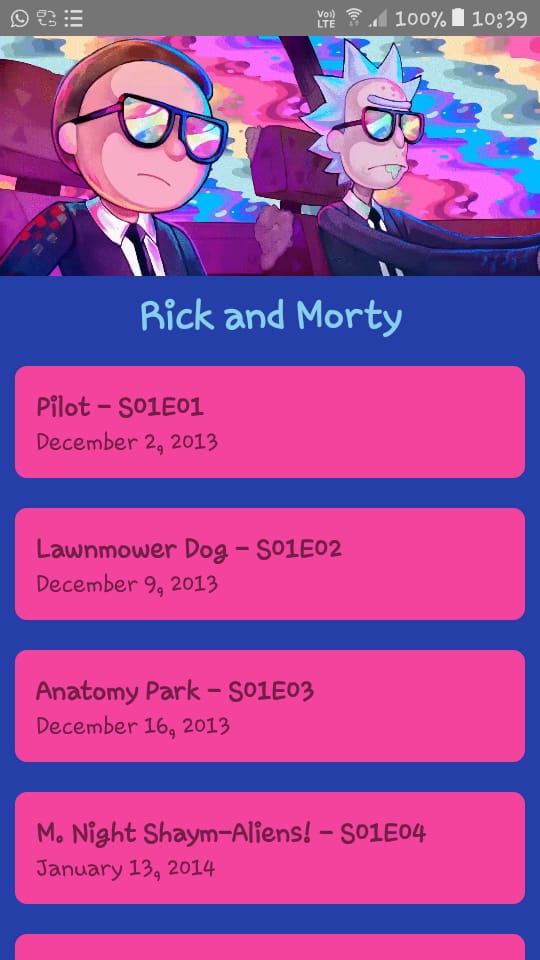 Vo)) LTE 100% 10:39
Rick and Morty
Pilot - S01E01
December 2, 2013
Lawnmower Dog - S01E02
December 9, 2013
Anatomy Park - S01E03
December 16, 2013
M. Night Shaym-Aliens! - S01E04
January 13, 2014